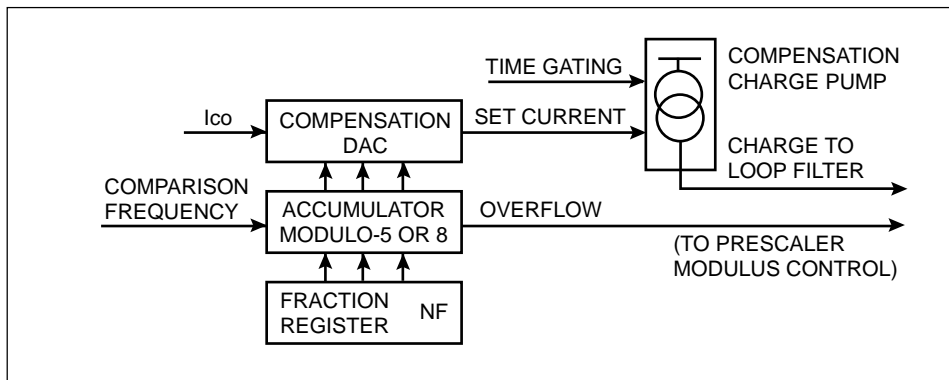 COMPENSATION
CHARGE PUMP
TIME GATING
Ico
COMPENSATION
DAC
SET CURRENT
CHARGE TO
LOOP FILTER
COMPARISON
FREQUENCY
ACCUMULATOR
MODULO-5 OR 8
OVERFLOW
(TO PRESCALER
MODULUS CONTROL)
FRACTION
REGISTER NF